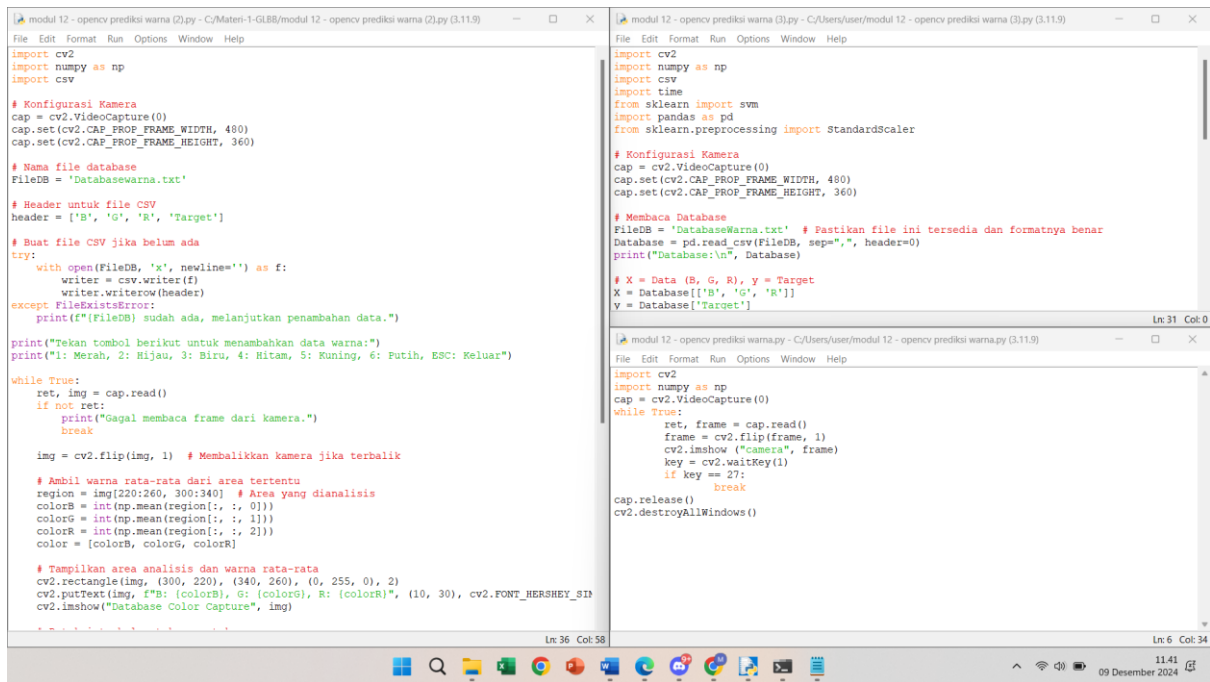 modul 12 - opencv prediksi warna (2).py - C:/Materi-1-GLBB/modul 12 - opencv prediksi warna (2).py (3.11.9)
File Edit Format Run Options Window Help
import cv2
import numpy as np
import csv

# Konfigurasi Kamera
cap = cv2.VideoCapture(0)
cap.set(cv2.CAP_PROP_FRAME_WIDTH, 480)
cap.set(cv2.CAP_PROP_FRAME_HEIGHT, 360)

# Nama file database
FileDB = 'Databasewarna.txt'

# Header untuk file CSV
header = ['B', 'G', 'R', 'Target']

# Buat file CSV jika belum ada
try:
    with open(FileDB, 'x', newline='') as f:
        writer = csv.writer(f)
        writer.writerow(header)
except FileExistsError:
    print(f"{FileDB} sudah ada, melanjutkan penambahan data.")

print("Tekan tombol berikut untuk menambahkan data warna:")
print("1: Merah, 2: Hijau, 3: Biru, 4: Hitam, 5: Kuning, 6: Putih, ESC: Keluar")

while True:
    ret, img = cap.read()
    if not ret:
        print("Gagal membaca frame dari kamera.")
        break

    img = cv2.flip(img, 1)  # Membalikkan kamera jika terbalik

    # Ambil warna rata-rata dari area tertentu
    region = img[220:260, 300:340]  # Area yang dianalisis
    colorB = int(np.mean(region[:, :, 0]))
    colorG = int(np.mean(region[:, :, 1]))
    colorR = int(np.mean(region[:, :, 2]))
    color = [colorB, colorG, colorR]

    # Tampilkan area analisis dan warna rata-rata
    cv2.rectangle(img, (300, 220), (340, 260), (0, 255, 0), 2)
    cv2.putText(img, f"B: {colorB}, G: {colorG}, R: {colorR}", (10, 30), cv2.FONT_HERSHEY_SIM
    cv2.imshow("Database Color Capture", img)
Ln: 36 Col: 58
modul 12 - opencv prediksi warna (3).py - C:/Users/user/modul 12 - opencv prediksi warna (3).py (3.11.9)
File Edit Format Run Options Window Help
import cv2
import numpy as np
import csv
import time
from sklearn import svm
import pandas as pd
from sklearn.preprocessing import StandardScaler

# Konfigurasi Kamera
cap = cv2.VideoCapture(0)
cap.set(cv2.CAP_PROP_FRAME_WIDTH, 480)
cap.set(cv2.CAP_PROP_FRAME_HEIGHT, 360)

# Membaca Database
FileDB = 'DatabaseWarna.txt'  # Pastikan file ini tersedia dan formatnya benar
Database = pd.read_csv(FileDB, sep=",", header=0)
print("Database:\n", Database)

# X = Data (B, G, R), y = Target
X = Database[['B', 'G', 'R']]
y = Database['Target']
Ln: 31 Col: 0
modul 12 - opencv prediksi warna.py - C:/Users/user/modul 12 - opencv prediksi warna.py (3.11.9)
File Edit Format Run Options Window Help
import cv2
import numpy as np
cap = cv2.VideoCapture(0)
while True:
        ret, frame = cap.read()
        frame = cv2.flip(frame, 1)
        cv2.imshow ("camera", frame)
        key = cv2.waitKey(1)
        if key == 27:
                break
cap.release()
cv2.destroyAllWindows()
Ln: 6 Col: 34
11.41
09 Desember 2024